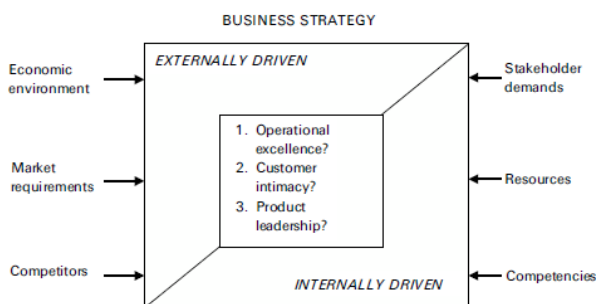 BUSINESS STRATEGY
EXTERNALLY DRIVEN
Economic
environment
Stakeholder
demands
1. Operational
excellence?
2. Customer
intimacy?
3. Product
leadership?
Market
requirements
Resources
Competitors
INTERNALLY DRIVEN
Competencies